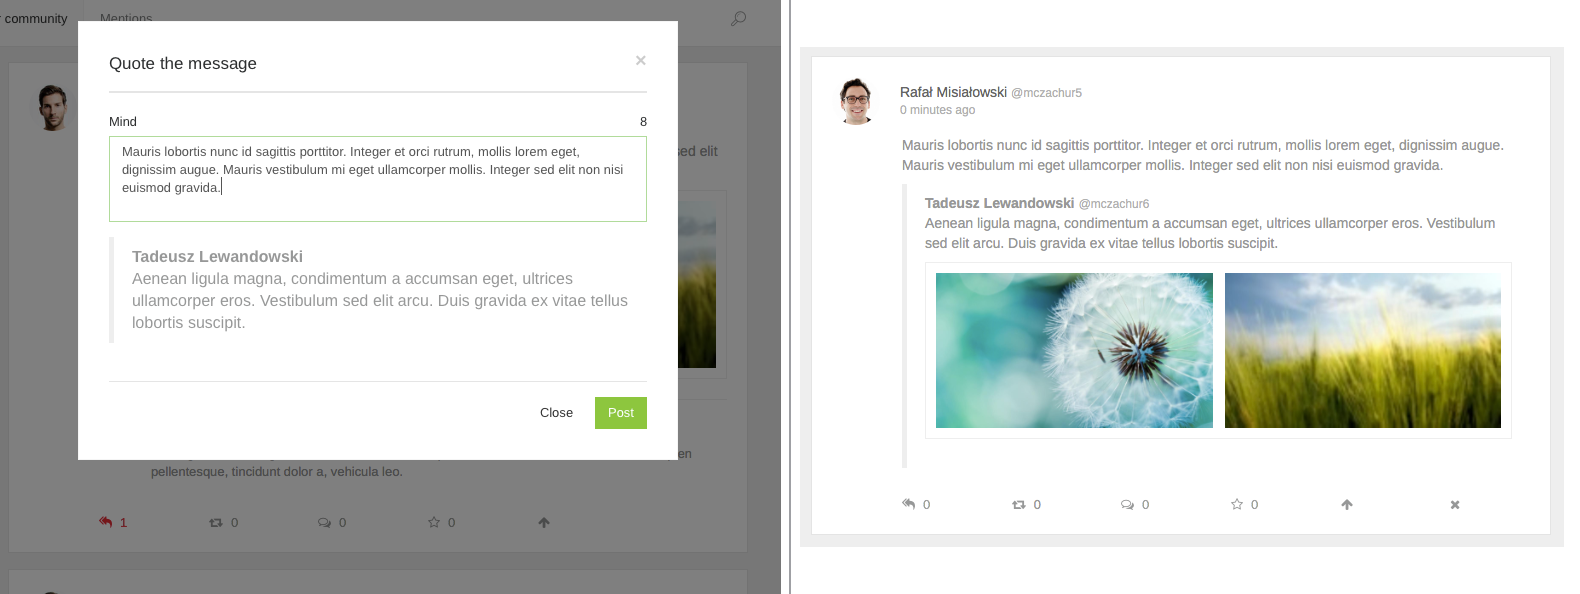 community
Mentions
Quote the message
×
Mind
8
Mauris lobortis nunc id sagittis porttitor. Integer et orci rutrum, mollis lorem eget,
dignissim augue. Mauris vestibulum mi eget ullamcorper mollis. Integer sed elit non nisi
euismod gravida.
sed elit
Tadeusz Lewandowski
Aenean ligula magna, condimentum a accumsan eget, ultrices
ullamcorper eros. Vestibulum sed elit arcu. Duis gravida ex vitae tellus
lobortis suscipit.
Close
Post
pellentesque, tincidunt dolor a, vehicula leo.
1
0
0
0
Rafał Misiałowski @mczachur5
0 minutes ago
Mauris lobortis nunc id sagittis porttitor. Integer et orci rutrum, mollis lorem eget, dignissim augue.
Mauris vestibulum mi eget ullamcorper mollis. Integer sed elit non nisi euismod gravida.
Tadeusz Lewandowski @mczachur6
Aenean ligula magna, condimentum a accumsan eget, ultrices ullamcorper eros. Vestibulum
sed elit arcu. Duis gravida ex vitae tellus lobortis suscipit.
0
0
0
0